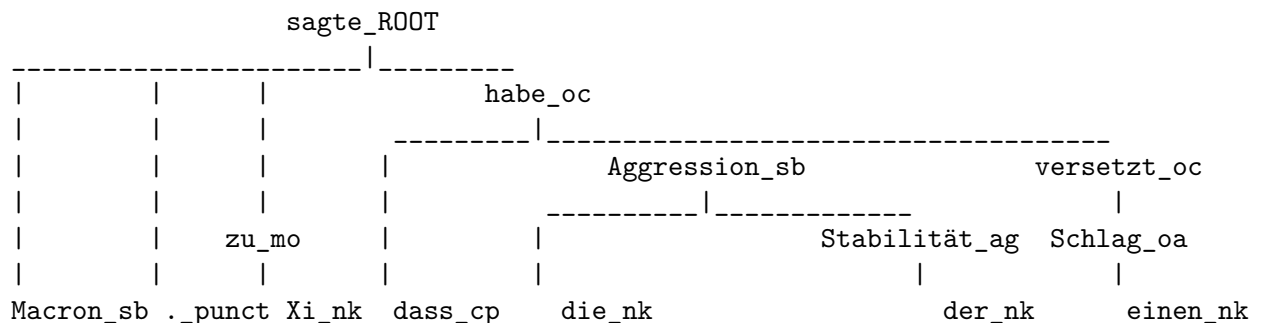 sagte_ROOT
habe_oc
Aggression_sb versetzt_oc
zu_mo Stabilität_ag Schlag_oa
Macron_sb ._punct Xi_nk dass_cp die_nk der_nk einen_nk